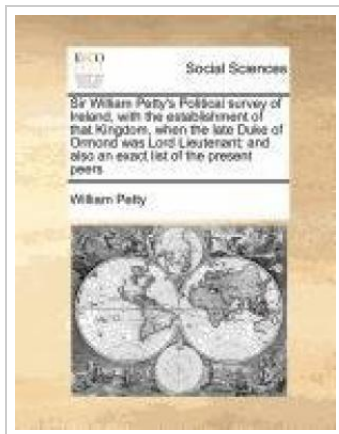 ECCO
Social Sciences
Sir William Petty's Political survey of
Ireland, with the establishment of
that Kingdom, when the late Duke of
Ormond was Lord Lieutenant; and
also an exact list of the present
peers
William Petty